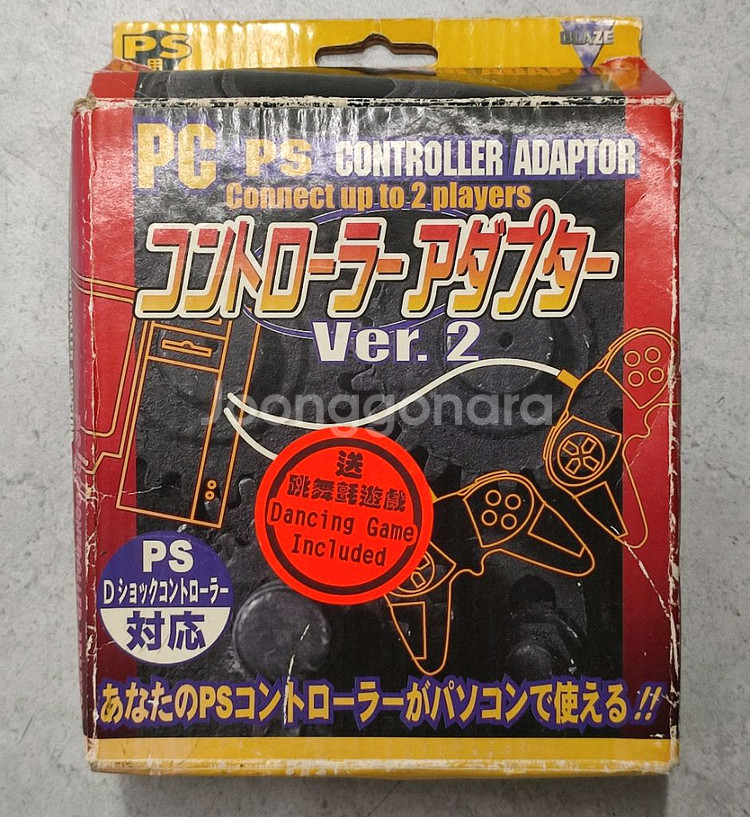 PS
用
BLAZE
PC PS CONTROLLER ADAPTOR
Connect up to 2 players
コントローラーアダプター
Ver. 2
Joonggonara
送
跳舞氈遊戲
Dancing Game
Included
PS
Dショックコントローラー
対応
あなたのPSコントローラーがパソコンで使える!!